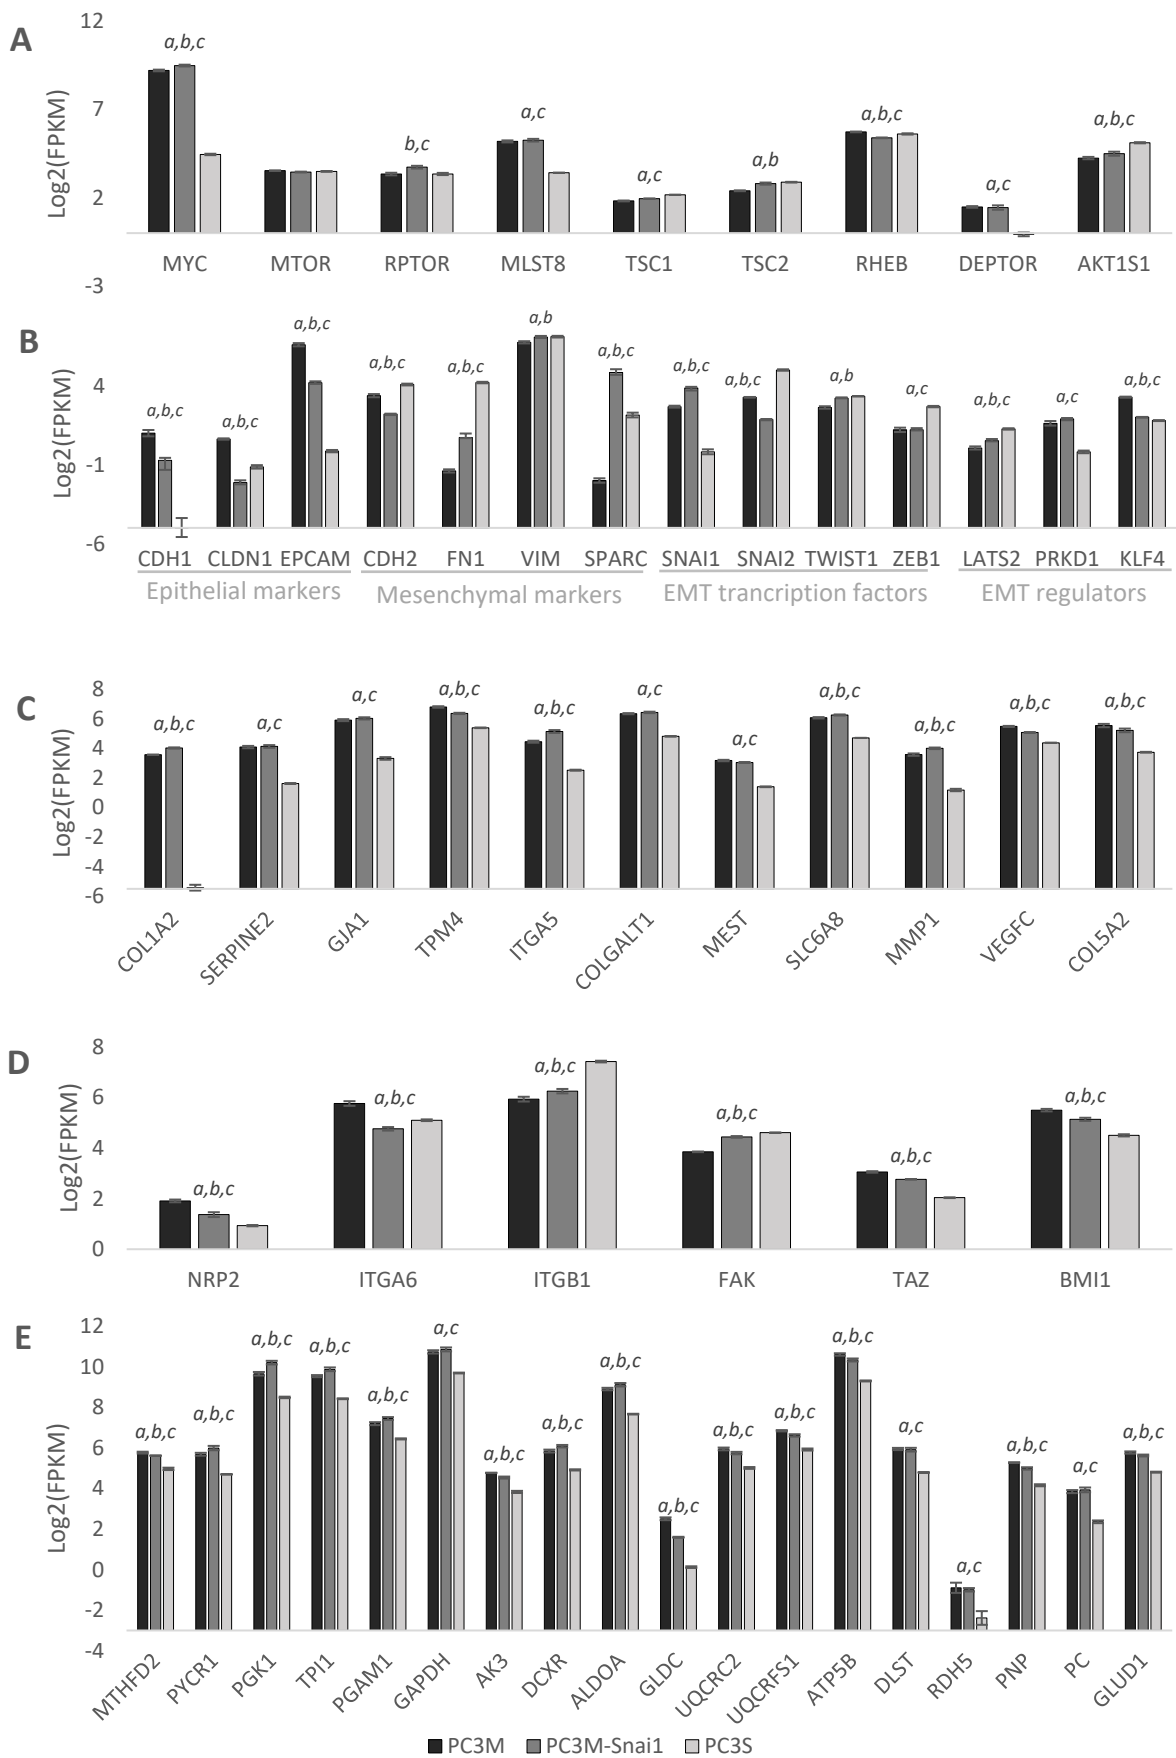 A
12
7
2
-3
Log2(FPKM)
a,b,c
b,c
a,c
a,c
a,b
a,b,c
a,c
a,b,c
MYC MTOR RPTOR MLST8 TSC1 TSC2 RHEB DEPTOR AKT1S1
B
4
-1
-6
Log2(FPKM)
a,b,c
a,b,c
a,b,c
a,b,c
a,b,c
a,b
a,b,c
a,b,c
a,b,c
a,b
a,c
a,b,c
a,c
a,b,c
CDH1 CLDN1 EPCAM CDH2 FN1 VIM SPARC SNAI1 SNAI2 TWIST1 ZEB1 LATS2 PRKD1 KLF4
Epithelial markers Mesenchymal markers EMT trancription factors EMT regulators
C
8
6
4
2
0
-2
-4
-6
Log2(FPKM)
a,b,c
a,c
a,c
a,b,c
a,b,c
a,c
a,c
a,b,c
a,b,c
a,b,c
a,b,c
COL1A2 SERPINE2 GJA1 TPM4 ITGA5 COLGALT1 MEST SLC6A8 MMP1 VEGFC COL5A2
D
8
6
4
2
0
Log2(FPKM)
a,b,c
a,b,c
a,b,c
a,b,c
a,b,c
a,b,c
NRP2 ITGA6 ITGB1 FAK TAZ BMI1
E
12
10
8
6
4
2
0
-2
-4
Log2(FPKM)
a,b,c
a,b,c
a,b,c
a,b,c
a,b,c
a,c
a,b,c
a,b,c
a,b,c
a,b,c
a,b,c
a,b,c
a,b,c
a,c
a,c
a,b,c
a,c
a,b,c
MTHFD2 PYCR1 PGK1 TPI1 PGAM1 GAPDH AK3 DCXR ALDOA GLDC UQCRC2 UQCRFS1 ATP5B DLST RDH5 PNP PC GLUD1
PC3M PC3M-Snai1 PC3S